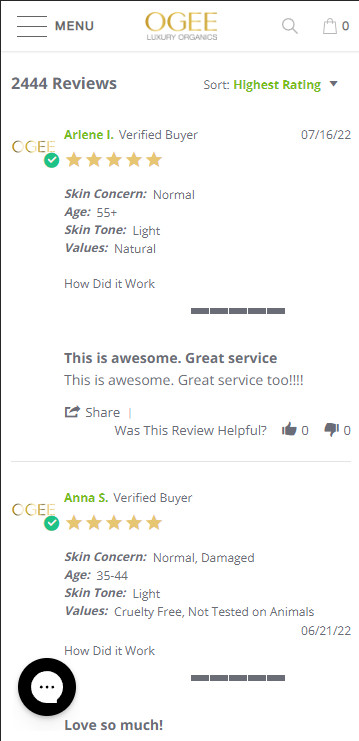 MENU
OGEE
LUXURY ORGANICS
0
2444 Reviews
Sort: Highest Rating
OGEE
Arlene I. Verified Buyer
07/16/22
Skin Concern: Normal
Age: 55+
Skin Tone: Light
Values: Natural
How Did it Work
This is awesome. Great service
This is awesome. Great service too!!!!
Share
Was This Review Helpful? 0 0
OGEE
Anna S. Verified Buyer
Skin Concern: Normal, Damaged
Age: 35-44
Skin Tone: Light
Values: Cruelty Free, Not Tested on Animals
06/21/22
How Did it Work
Love so much!